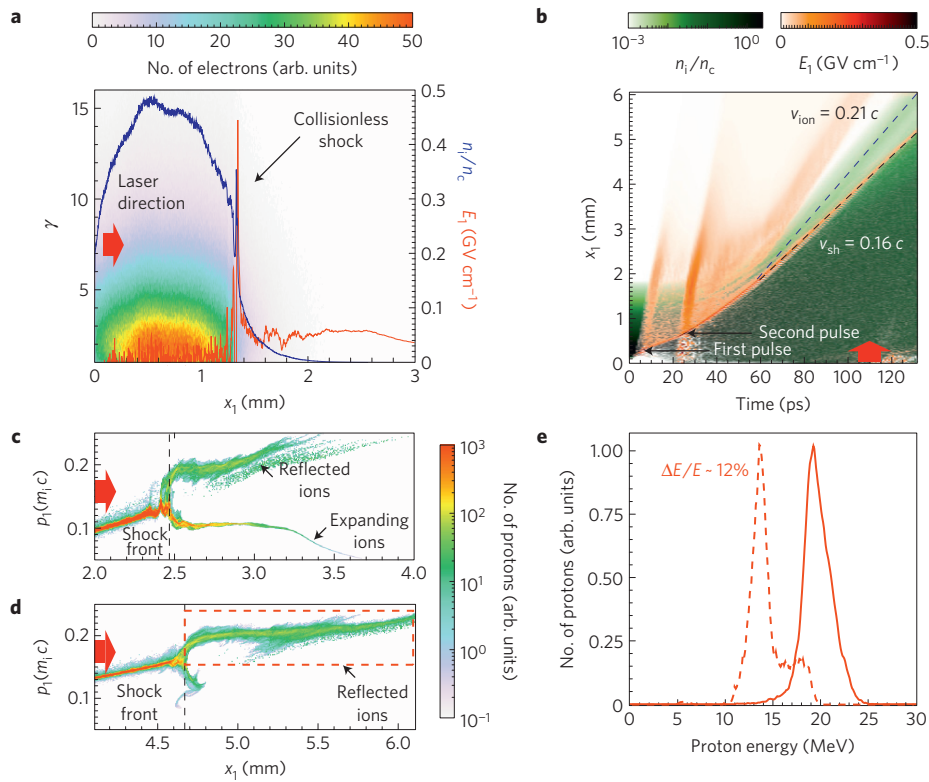 a
0 10 20 30 40 50
No. of electrons (arb. units)
15
10
5
γ
Laser
direction
Collisionless
shock
0.5
0.4
0.3
0.2
0.1
0
nᵢ/n꜀
E₁ (GV cm⁻¹)
0 1 2 3
x₁ (mm)
b
10⁻³ 10⁰
nᵢ/n꜀
0 0.5
E₁ (GV cm⁻¹)
6
5
4
3
2
1
0
x₁ (mm)
v_ion = 0.21 c
v_sh = 0.16 c
Second pulse
First pulse
0 20 40 60 80 100 120
Time (ps)
c
0.2
0.1
p₁(mᵢ c)
Reflected
ions
Expanding
ions
Shock
front
2.0 2.5 3.0 3.5 4.0
d
0.2
0.1
p₁(mᵢ c)
Shock
front
Reflected
ions
4.5 5.0 5.5 6.0
x₁ (mm)
10³
10²
10¹
10⁰
10⁻¹
No. of protons (arb. units)
e
ΔE/E ~ 12%
1.00
0.75
0.50
0.25
0
No. of protons (arb. units)
0 5 10 15 20 25 30
Proton energy (MeV)